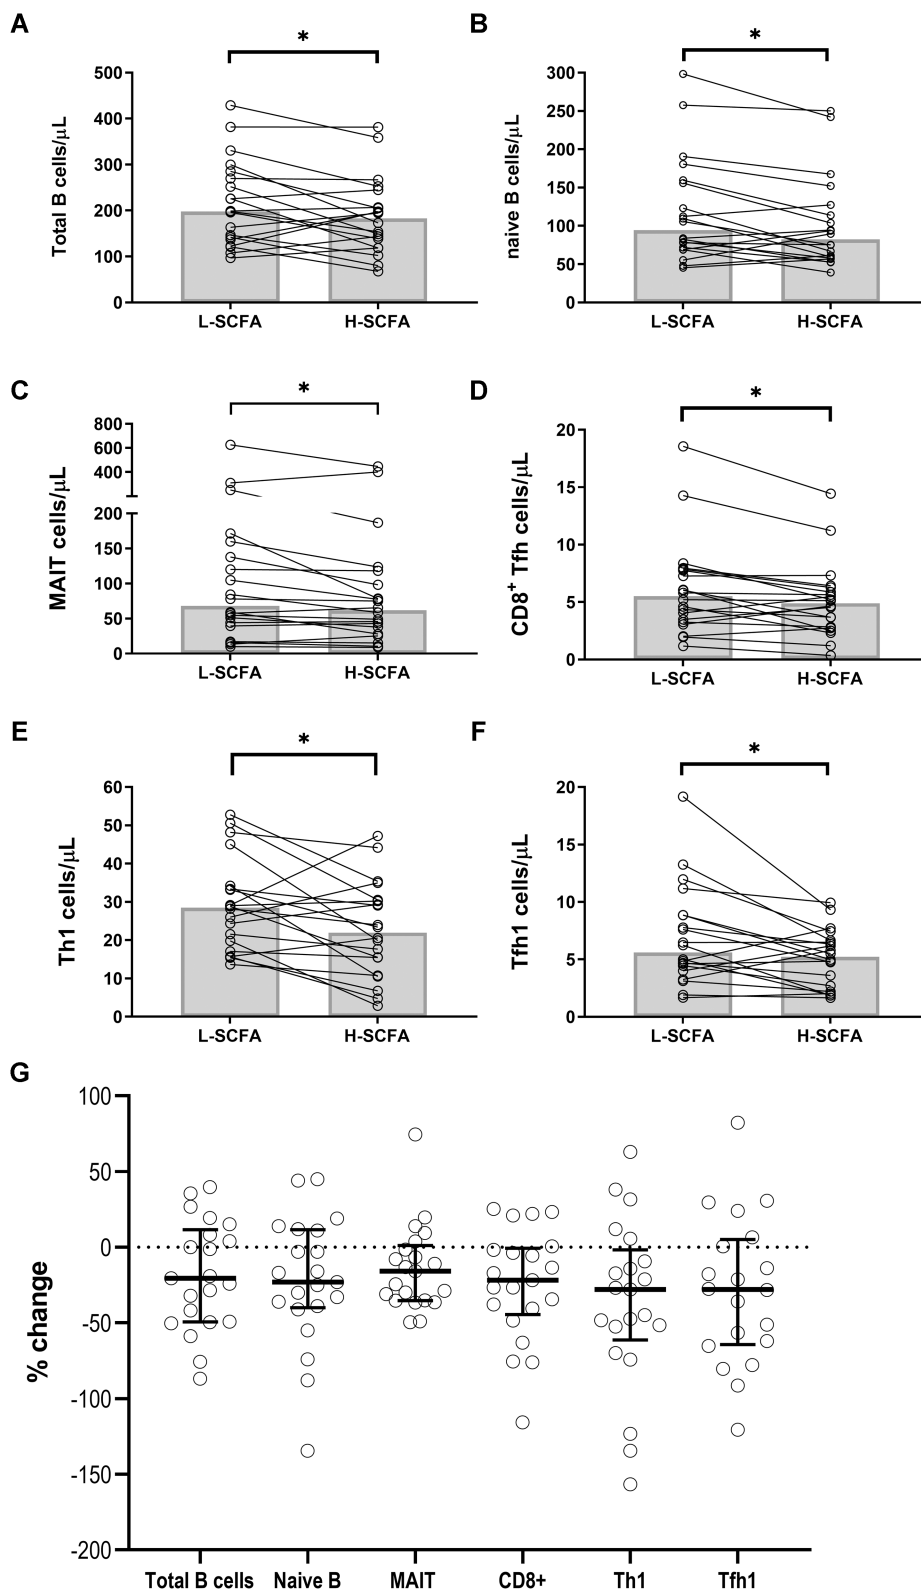 A
*
Total B cells/μL
500
400
300
200
100
0
L-SCFA
H-SCFA
B
*
naive B cells/μL
300
250
200
150
100
50
0
L-SCFA
H-SCFA
C
*
MAIT cells/μL
800
600
400
200
150
100
50
0
L-SCFA
H-SCFA
D
*
CD8+ Tfh cells/μL
20
15
10
5
0
L-SCFA
H-SCFA
E
*
Th1 cells/μL
60
50
40
30
20
10
0
L-SCFA
H-SCFA
F
*
Tfh1 cells/μL
20
15
10
5
0
L-SCFA
H-SCFA
G
% change
100
50
0
-50
-100
-150
-200
Total B cells
Naive B
MAIT
CD8+
Th1
Tfh1